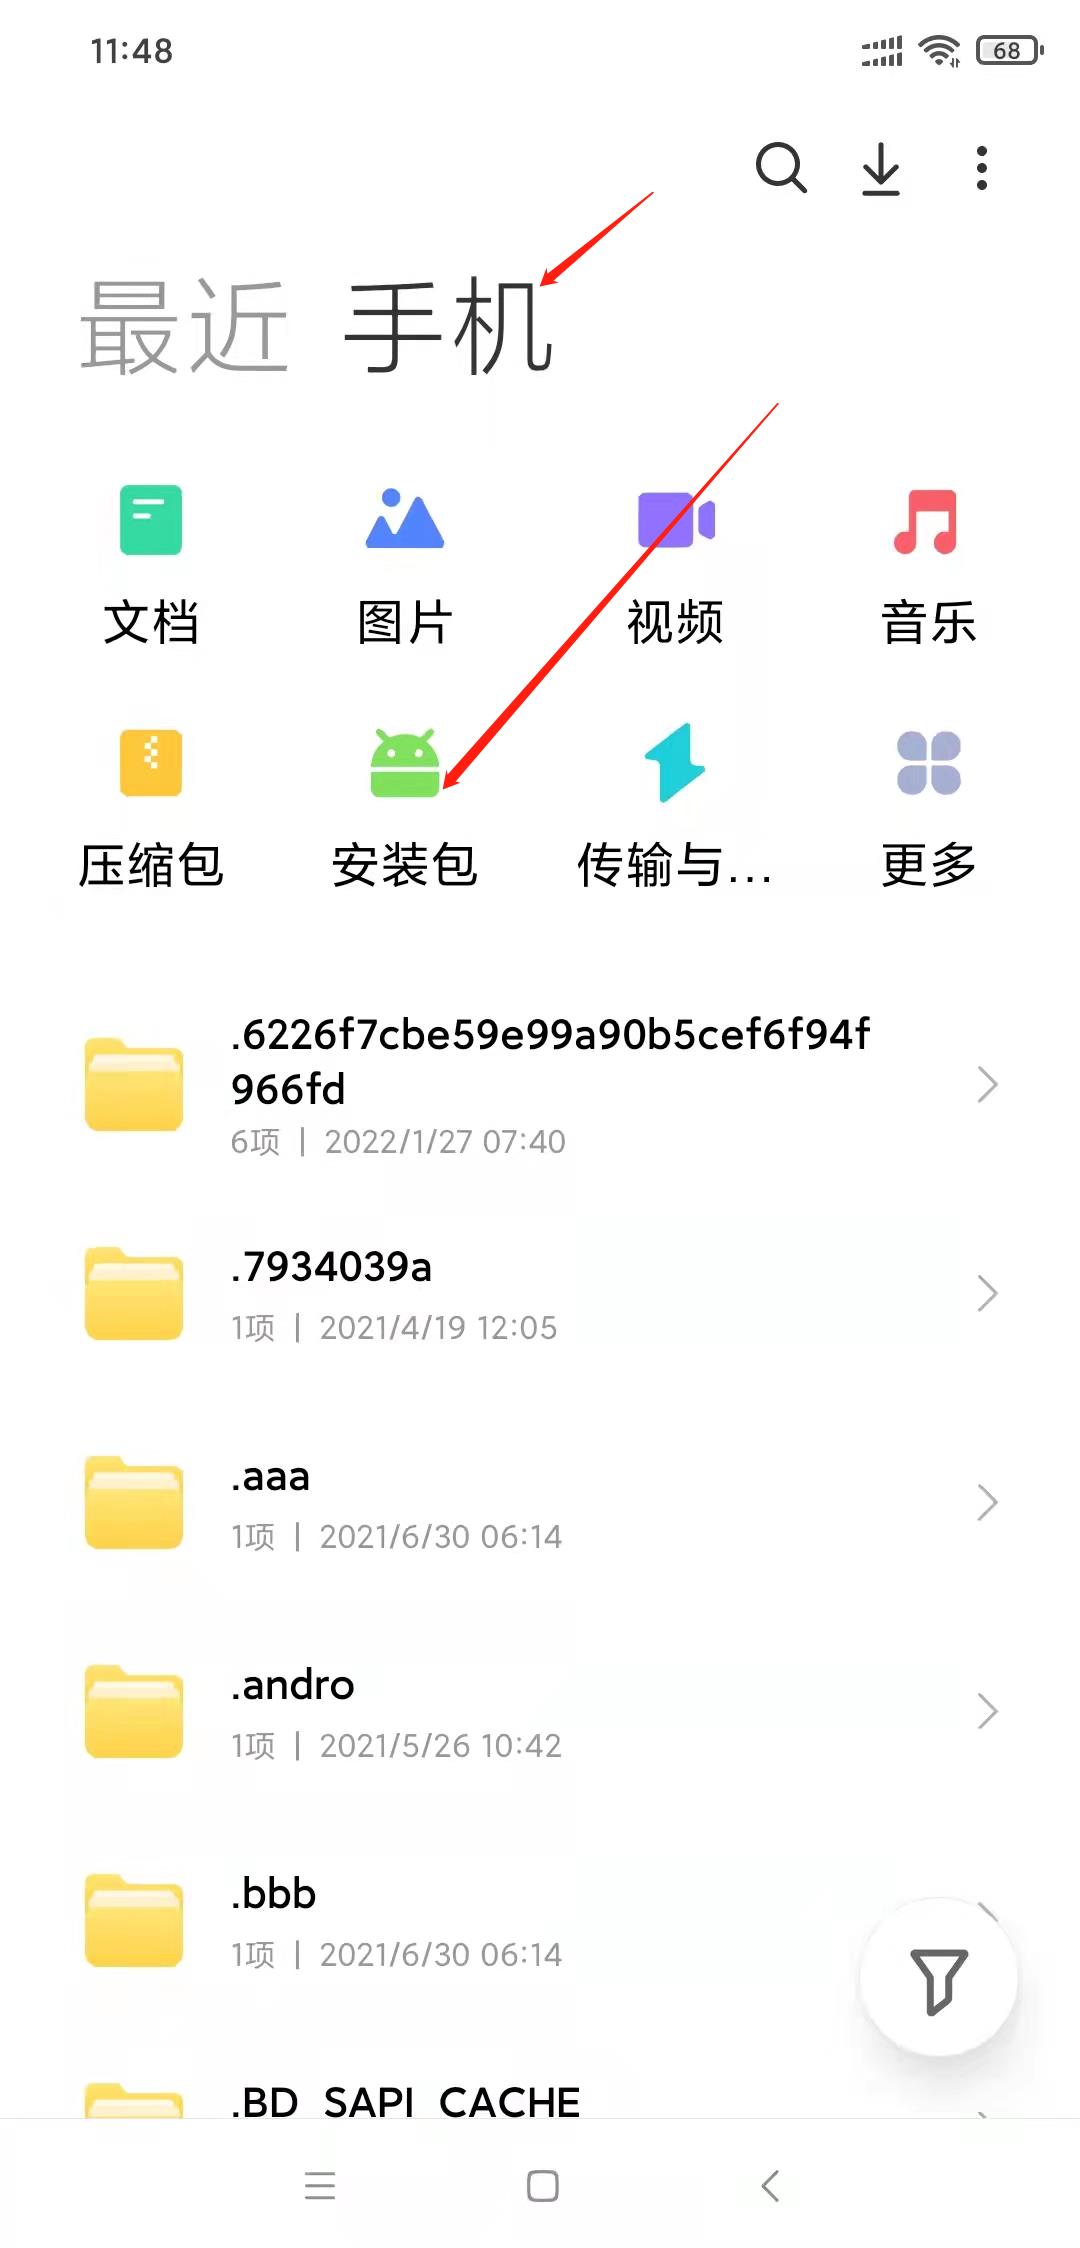 11:48
68
最近 手机
文档 图片 视频 音乐
压缩包 安装包 传输与... 更多
.6226f7cbe59e99a90b5cef6f94f
966fd
6项 | 2022/1/27 07:40
.7934039a
1项 | 2021/4/19 12:05
.aaa
1项 | 2021/6/30 06:14
.andro
1项 | 2021/5/26 10:42
.bbb
1项 | 2021/6/30 06:14
.BD_SAPI_CACHE